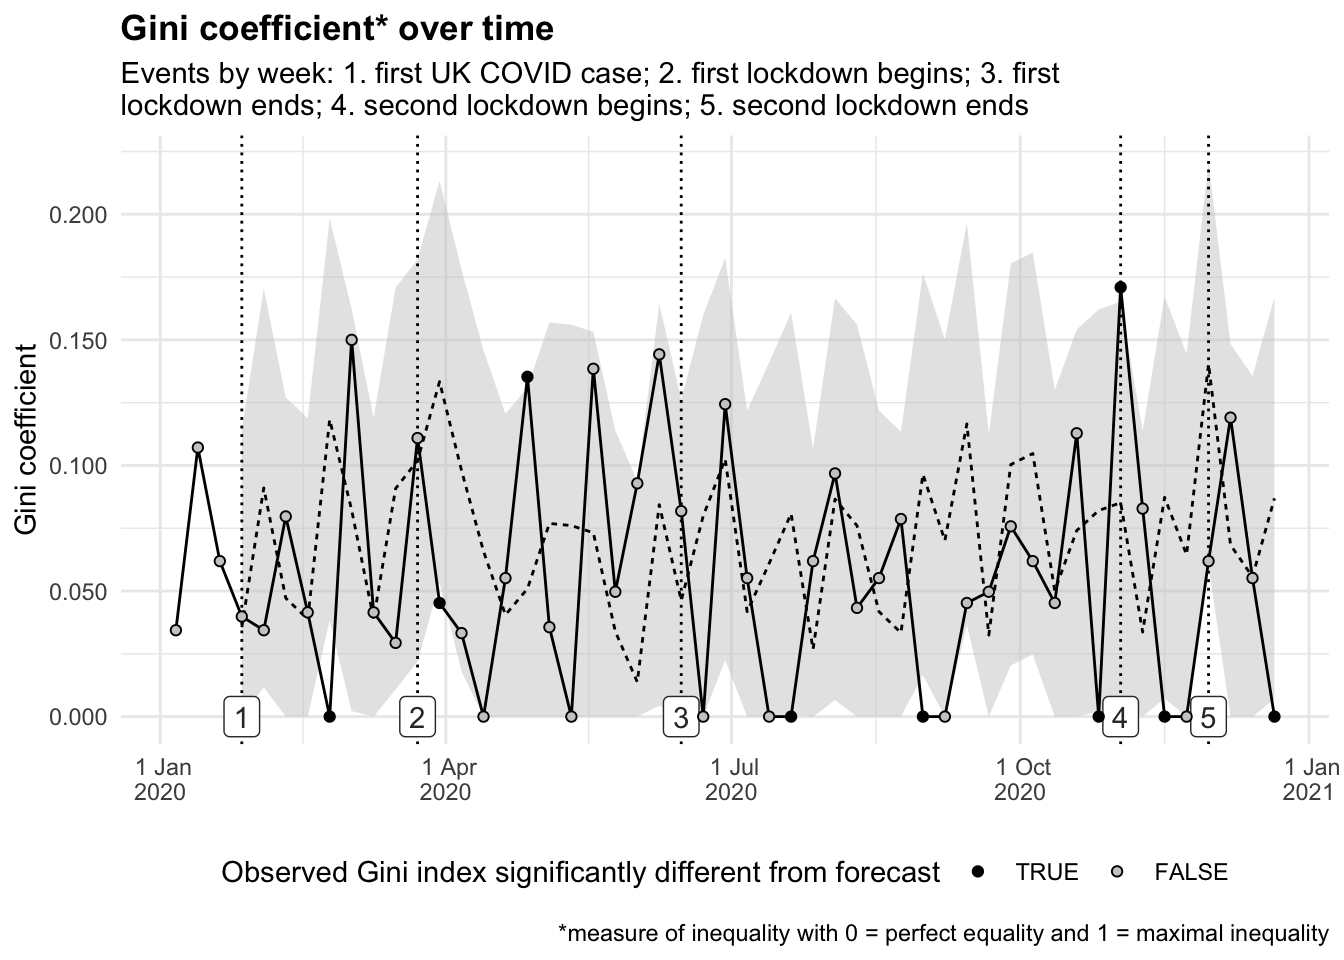 Gini coefficient* over time
Events by week: 1. first UK COVID case; 2. first lockdown begins; 3. first
lockdown ends; 4. second lockdown begins; 5. second lockdown ends
Gini coefficient
0.200
0.150
0.100
0.050
0.000
1
2
3
4
5
1 Jan
2020
1 Apr
2020
1 Jul
2020
1 Oct
2020
1 Jan
2021
Observed Gini index significantly different from forecast
TRUE
FALSE
*measure of inequality with 0 = perfect equality and 1 = maximal inequality